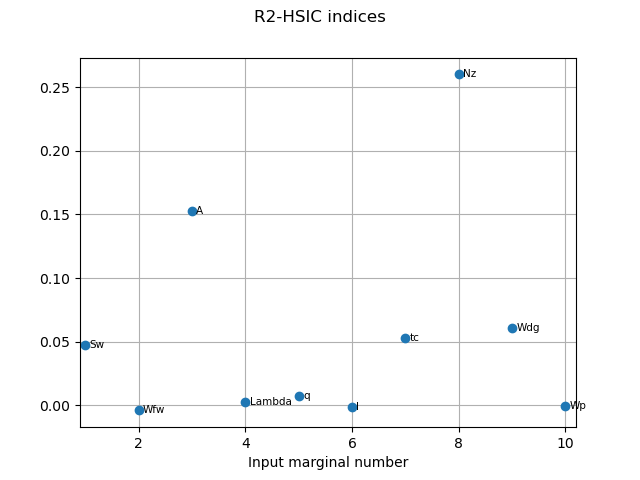 R2-HSIC indices
0.25
0.20
0.15
0.10
0.05
0.00
Nz
A
Wdg
tc
Sw
q
Lambda
Wp
l
Wfw
2
4
6
8
10
Input marginal number